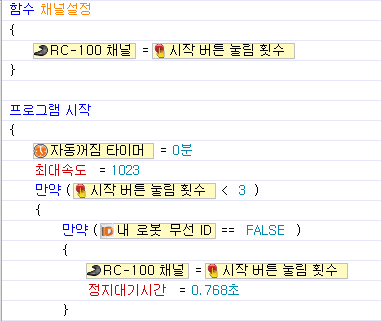 함수 채널설정
{
RC-100 채널 = 시작 버튼 눌림 횟수
}
프로그램 시작
{
자동꺼짐 타이머 = 0분
최대속도 = 1023
만약 ( 시작 버튼 눌림 횟수 < 3 )
{
만약 ( ID 내 로봇 무선 ID == FALSE )
{
RC-100 채널 = 시작 버튼 눌림 횟수
정지대기시간 = 0.768초
}